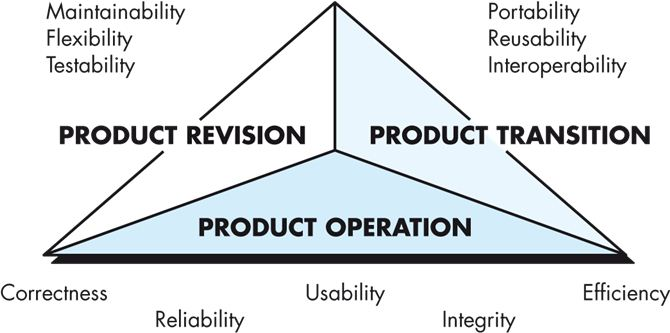 Maintainability
Flexibility
Testability
Portability
Reusability
Interoperability
PRODUCT REVISION
PRODUCT TRANSITION
PRODUCT OPERATION
Correctness
Reliability
Usability
Integrity
Efficiency